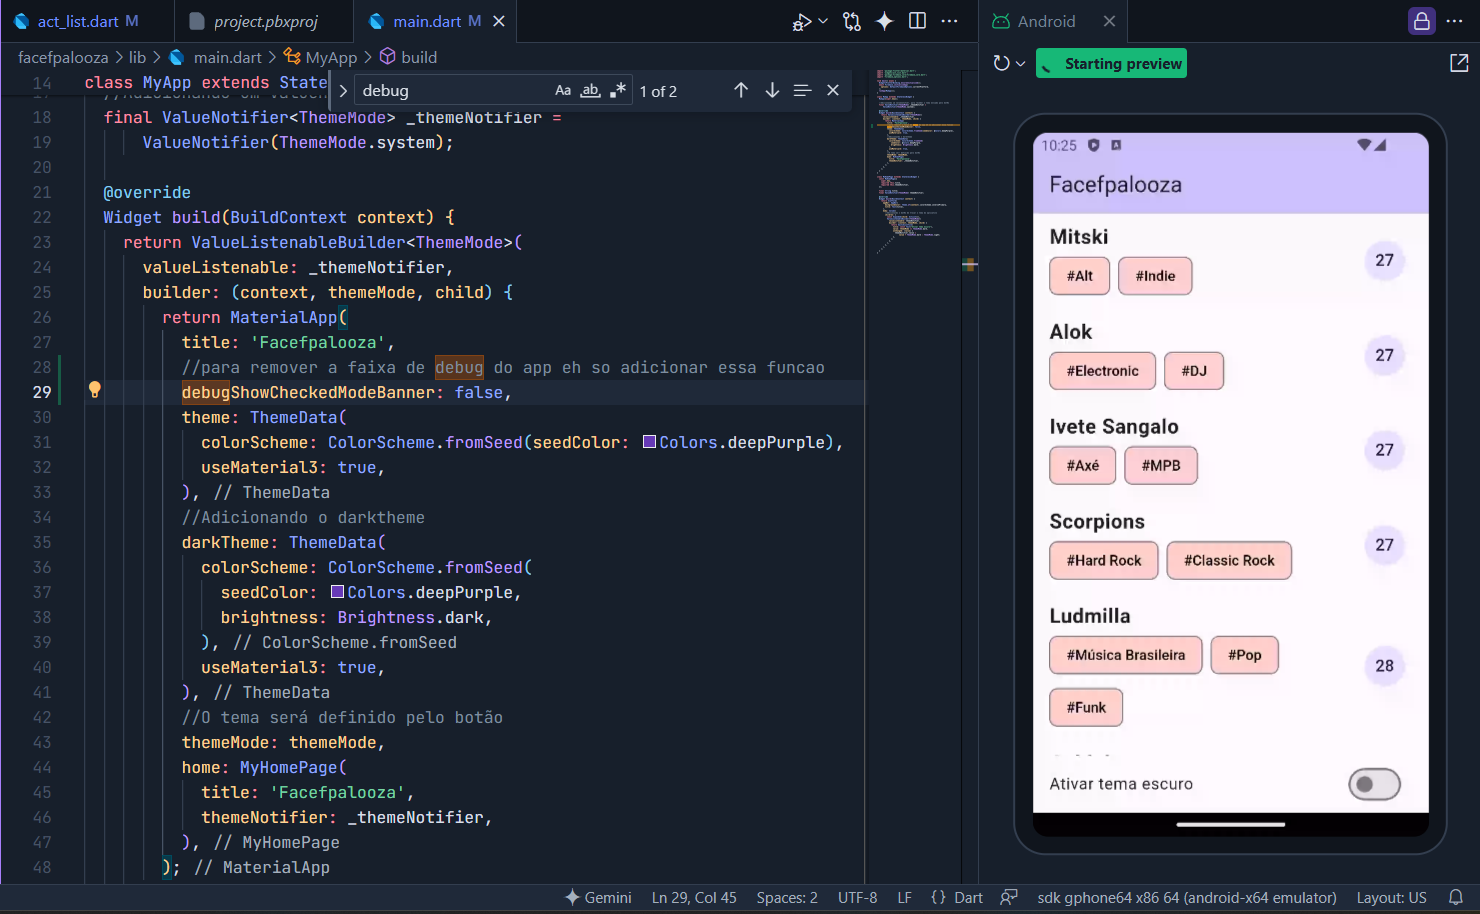 act_list.dart M
project.pbxproj
main.dart M
facefpalooza > lib > main.dart > MyApp > build
14 class MyApp extends State
debug
Aa ab .*
1 of 2
18 final ValueNotifier<ThemeMode> _themeNotifier =
19 ValueNotifier(ThemeMode.system);
20
21 @override
22 Widget build(BuildContext context) {
23 return ValueListenableBuilder<ThemeMode>(
24 valueListenable: _themeNotifier,
25 builder: (context, themeMode, child) {
26 return MaterialApp(
27 title: 'Facefpalooza',
28 //para remover a faixa de debug do app eh so adicionar essa funcao
29 debugShowCheckedModeBanner: false,
30 theme: ThemeData(
31 colorScheme: ColorScheme.fromSeed(seedColor: Colors.deepPurple),
32 useMaterial3: true,
33 ), // ThemeData
34 //Adicionando o darktheme
35 darkTheme: ThemeData(
36 colorScheme: ColorScheme.fromSeed(
37 seedColor: Colors.deepPurple,
38 brightness: Brightness.dark,
39 ), // ColorScheme.fromSeed
40 useMaterial3: true,
41 ), // ThemeData
42 //O tema será definido pelo botão
43 themeMode: themeMode,
44 home: MyHomePage(
45 title: 'Facefpalooza',
46 themeNotifier: _themeNotifier,
47 ), // MyHomePage
48 ); // MaterialApp
Android
Starting preview
10:25
Facefpalooza
Mitski
27
#Alt #Indie
Alok
27
#Electronic #DJ
Ivete Sangalo
27
#Axé #MPB
Scorpions
27
#Hard Rock #Classic Rock
Ludmilla
#Música Brasileira #Pop
28
#Funk
Ativar tema escuro
Gemini Ln 29, Col 45 Spaces: 2 UTF-8 LF {} Dart sdk gphone64 x86 64 (android-x64 emulator) Layout: US